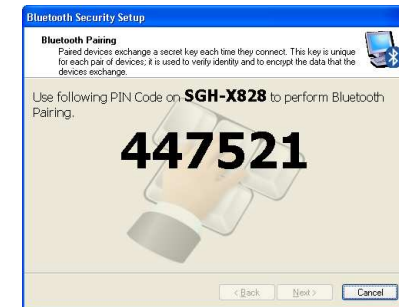 Bluetooth Security Setup
Bluetooth Pairing
Paired devices exchange a secret key each time they connect. This key is unique
for each pair of devices; it is used to verify identity and to encrypt the data that the
devices exchange.
Use following PIN Code on SGH-X828 to perform Bluetooth
Pairing.
447521
< Back Next > Cancel